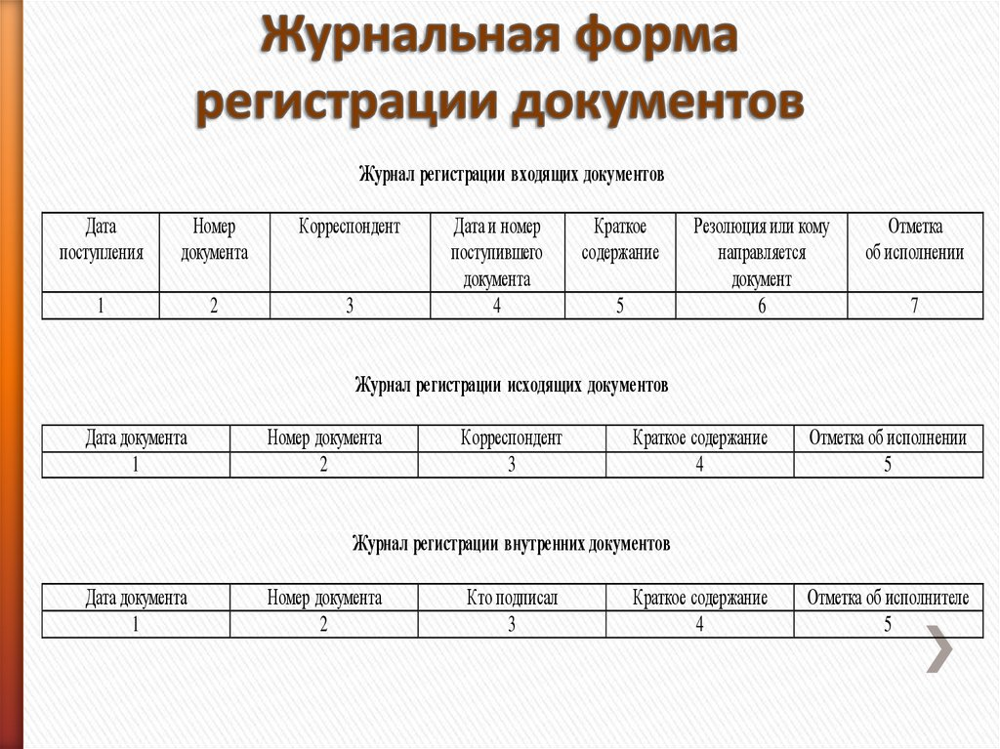 Журнальная форма
регистрации документов
Журнал регистрации входящих документов
Дата Номер Корреспондент Дата и номер Краткое Резолюция или кому Отметка
поступления документа поступившего содержание направляется об исполнении
документа документ
1 2 3 4 5 6 7
Журнал регистрации исходящих документов
Дата документа Номер документа Корреспондент Краткое содержание Отметка об исполнении
1 2 3 4 5
Журнал регистрации внутренних документов
Дата документа Номер документа Кто подписал Краткое содержание Отметка об исполнителе
1 2 3 4 5